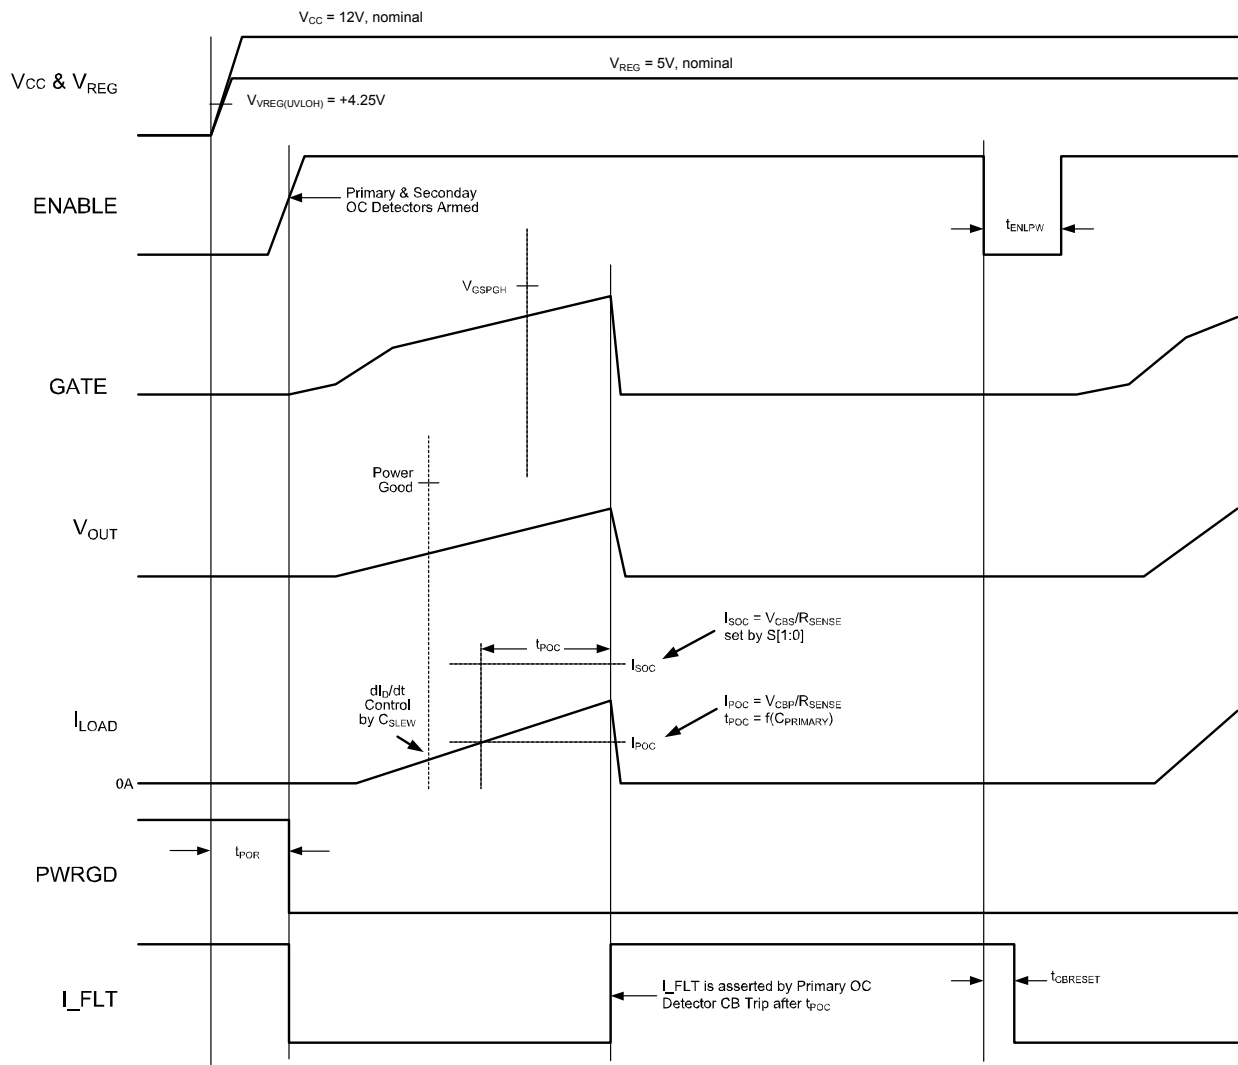 VCC = 12V, nominal
VREG = 5V, nominal
VCC & VREG
VVREG(UVLOH) = +4.25V
ENABLE
Primary & Seconday
OC Detectors Armed
tENLPW
VGSPGH
GATE
Power
Good
VOUT
ISOC = VCBS/RSENSE
set by S[1:0]
tPOC
ISOC
dID/dt
Control
by CSLEW
IPOC = VCBP/RSENSE
tPOC = f(CPRIMARY)
ILOAD
IPOC
0A
tPOR
PWRGD
I_FLT
I_FLT is asserted by Primary OC
Detector CB Trip after tPOC
tCBRESET